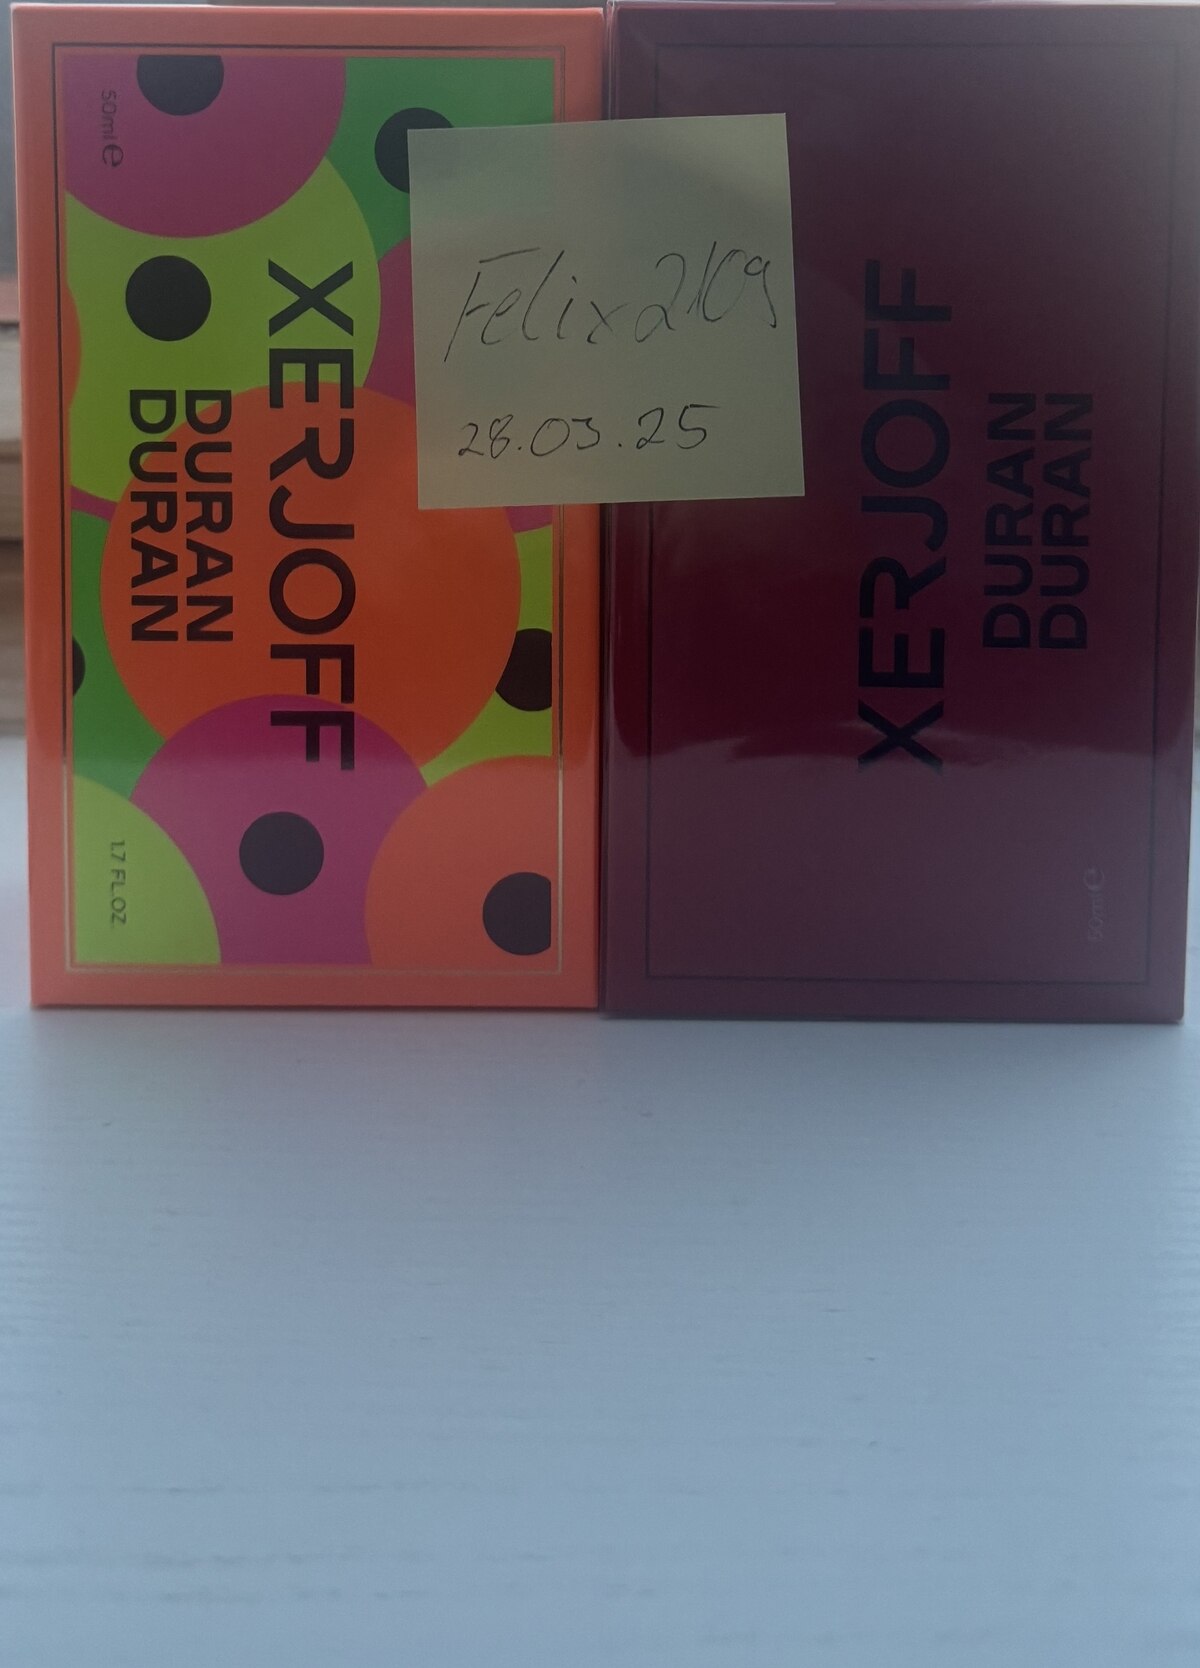 50ml e
XERJOFF
DURAN
DURAN
1.7 FL.OZ.
Felix2109
28.03.25
XERJOFF
DURAN
DURAN
50ml e